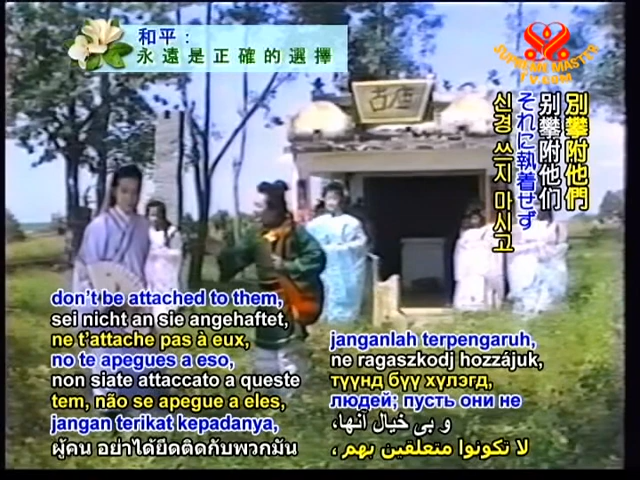 和平：
永遠是正確的選擇
SUPREME MASTER
TV.COM
古庙
別攀附他們
别攀附他们
それに執着せず
신경 쓰지 마시고
don't be attached to them,
sei nicht an sie angehaftet,
ne t'attache pas à eux,
no te apegues a eso,
non siate attaccato a queste
tem, não se apegue a eles,
jangan terikat kepadanya,
ผู้คน อย่าได้ยึดติดกับพวกมัน
janganlah terpengaruh,
ne ragaszkodj hozzájuk,
түүнд бүү хүлэгд,
людей; пусть они не
و بی خیال آنها،
لا تكونوا متعلقين بهم،